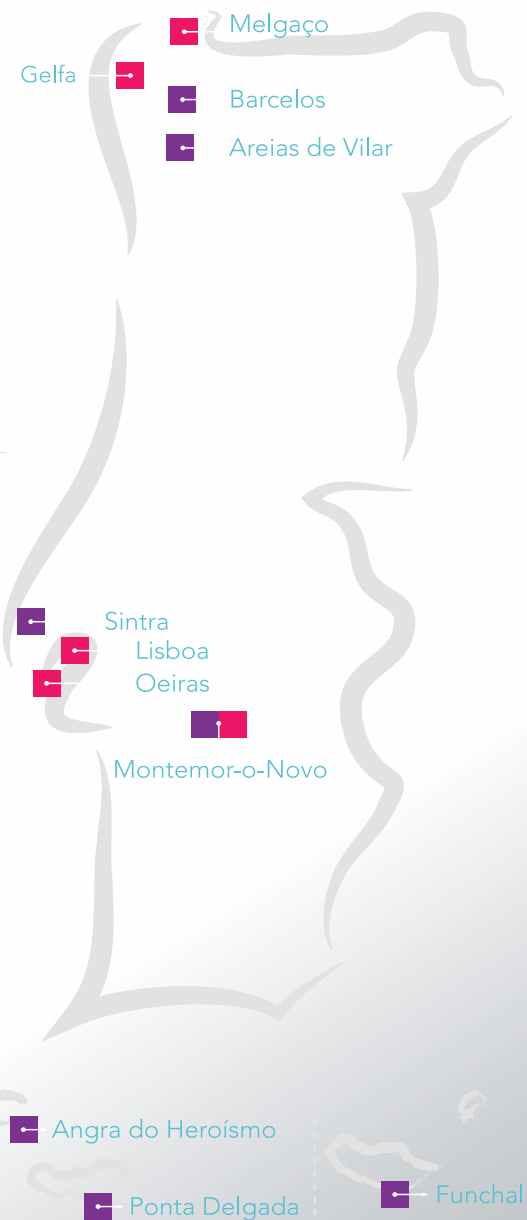 Melgaço
Gelfa
Barcelos
Areias de Vilar
Sintra
Lisboa
Oeiras
Montemor-o-Novo
Angra do Heroísmo
Ponta Delgada
Funchal